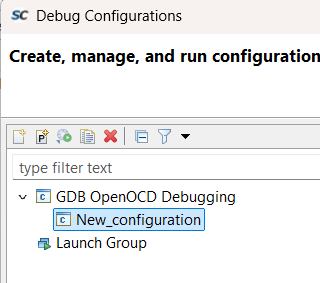 SC Debug Configurations
Create, manage, and run configuration
type filter text
GDB OpenOCD Debugging
New_configuration
Launch Group